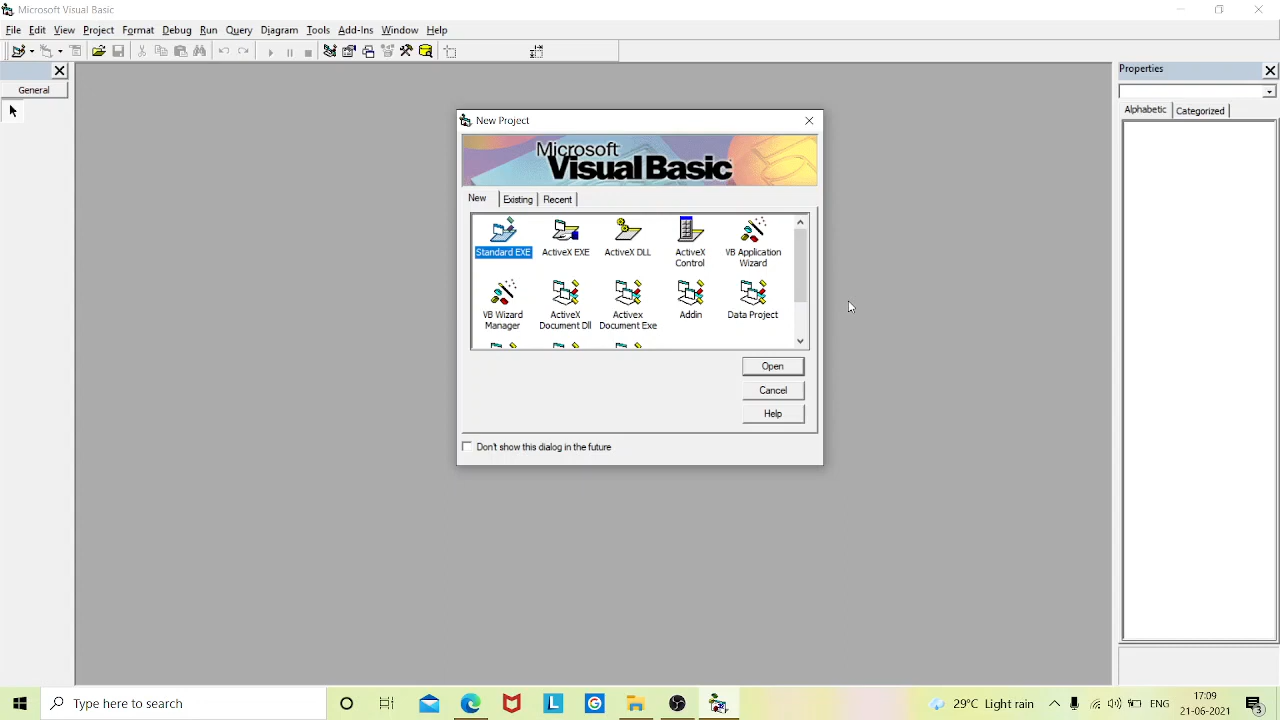 Microsoft Visual Basic
File Edit View Project Format Debug Run Query Diagram Tools Add-Ins Window Help
General
Properties
Alphabetic Categorized
New Project
Microsoft
Visual Basic
New Existing Recent
Standard EXE ActiveX EXE ActiveX DLL ActiveX Control VB Application Wizard
VB Wizard Manager ActiveX Document Dll Activex Document Exe Addin Data Project
Open
Cancel
Help
Don't show this dialog in the future
Type here to search
L
G
29°C Light rain
ENG
17:09
21-06-2021
3